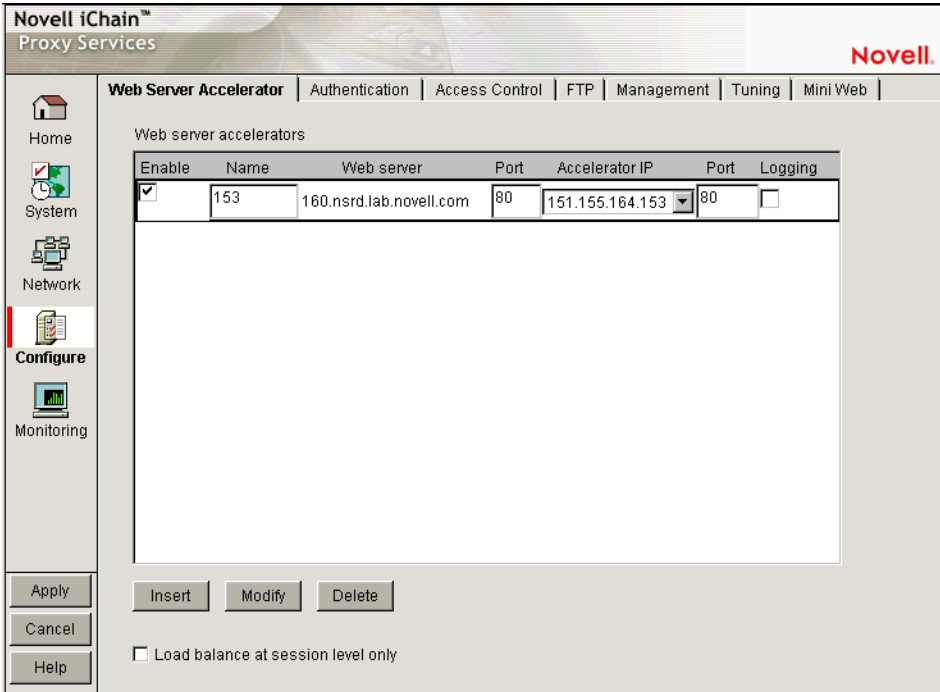 Novell iChain™
Proxy Services
Novell.
Web Server Accelerator Authentication Access Control FTP Management Tuning Mini Web
Home
System
Network
Configure
Monitoring
Web server accelerators
Enable Name Web server Port Accelerator IP Port Logging
153 160.nsrd.lab.novell.com 80 151.155.164.153 80
Apply
Cancel
Help
Insert Modify Delete
Load balance at session level only